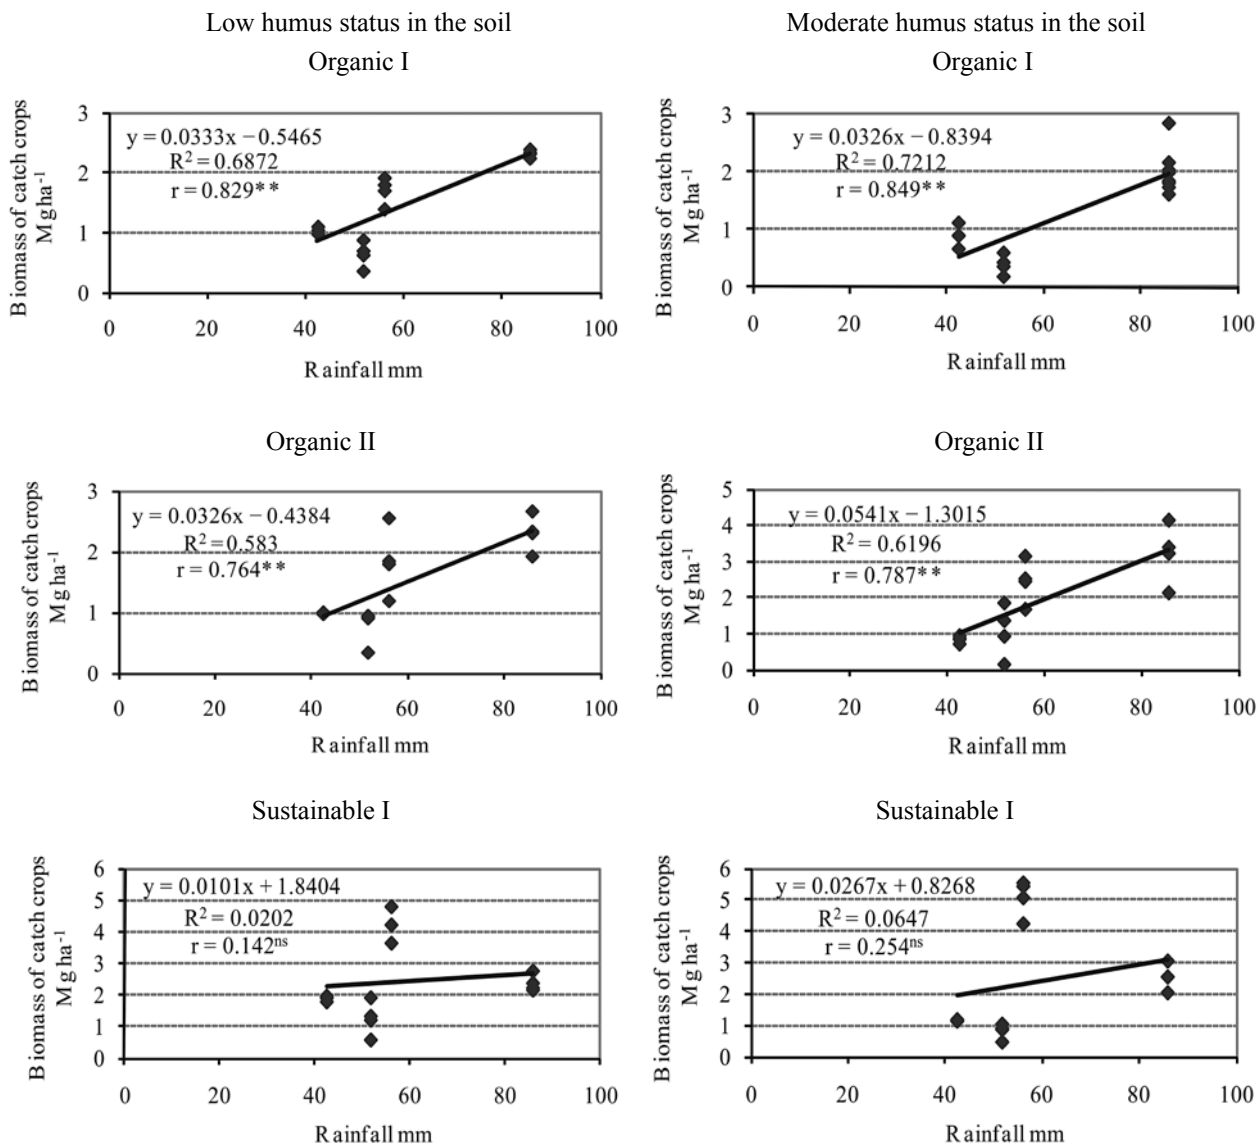 Low humus status in the soil
Organic I
Biomass of catch crops
Mg ha⁻¹
3
2
1
0
y = 0.0333x − 0.5465
R² = 0.6872
r = 0.829**
0 20 40 60 80 100
Rainfall mm
Moderate humus status in the soil
Organic I
Biomass of catch crops
Mg ha⁻¹
3
2
1
0
y = 0.0326x − 0.8394
R² = 0.7212
r = 0.849**
0 20 40 60 80 100
Rainfall mm
Organic II
Biomass of catch crops
Mg ha⁻¹
3
2
1
0
y = 0.0326x − 0.4384
R² = 0.583
r = 0.764**
0 20 40 60 80 100
Rainfall mm
Organic II
Biomass of catch crops
Mg ha⁻¹
5
4
3
2
1
0
y = 0.0541x − 1.3015
R² = 0.6196
r = 0.787**
0 20 40 60 80 100
Rainfall mm
Sustainable I
Biomass of catch crops
Mg ha⁻¹
6
5
4
3
2
1
0
y = 0.0101x + 1.8404
R² = 0.0202
r = 0.142ⁿˢ
0 20 40 60 80 100
Rainfall mm
Sustainable I
Biomass of catch crops
Mg ha⁻¹
6
5
4
3
2
1
0
y = 0.0267x + 0.8268
R² = 0.0647
r = 0.254ⁿˢ
0 20 40 60 80 100
Rainfall mm